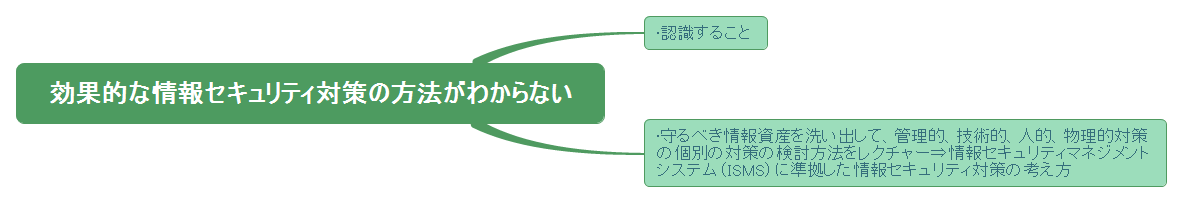 ・認識すること
効果的な情報セキュリティ対策の方法がわからない
・守るべき情報資産を洗い出して、管理的、技術的、人的、物理的対策
の個別の対策の検討方法をレクチャー⇒情報セキュリティマネジメント
システム（ISMS）に準拠した情報セキュリティ対策の考え方